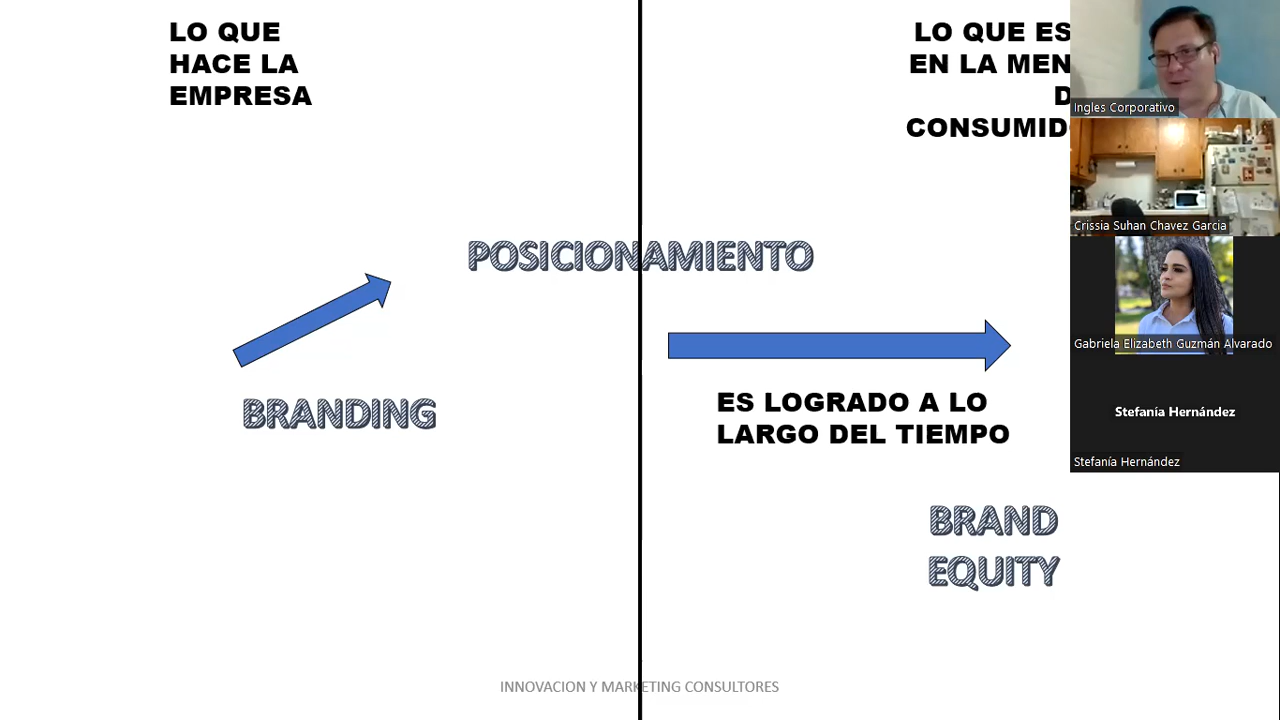 LO QUE
HACE LA
EMPRESA
LO QUE ES
EN LA MEN
D
CONSUMID
POSICIONAMIENTO
BRANDING
ES LOGRADO A LO
LARGO DEL TIEMPO
BRAND
EQUITY
INNOVACION Y MARKETING CONSULTORES
Ingles Corporativo
Crissia Suhan Chavez Garcia
Gabriela Elizabeth Guzmán Alvarado
Stefanía Hernández
Stefanía Hernández